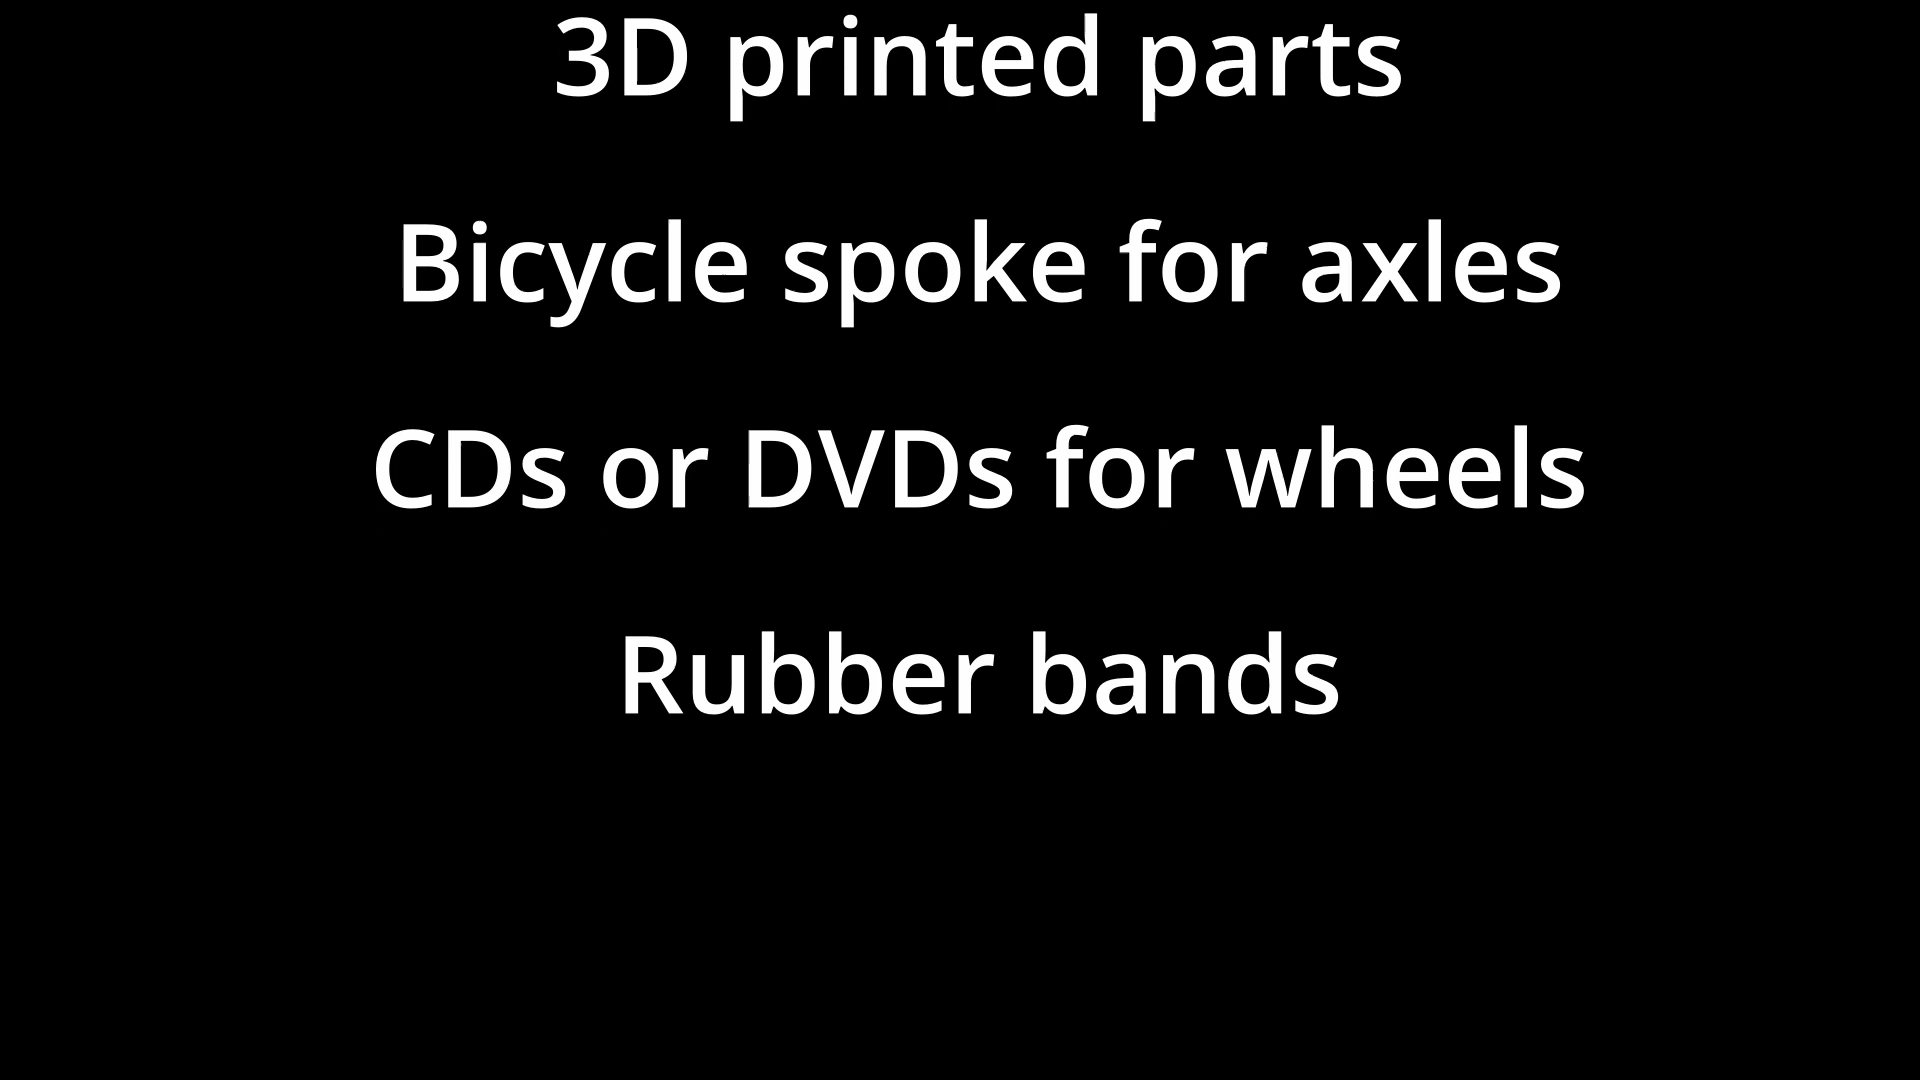 3D printed parts
Bicycle spoke for axles
CDs or DVDs for wheels
Rubber bands